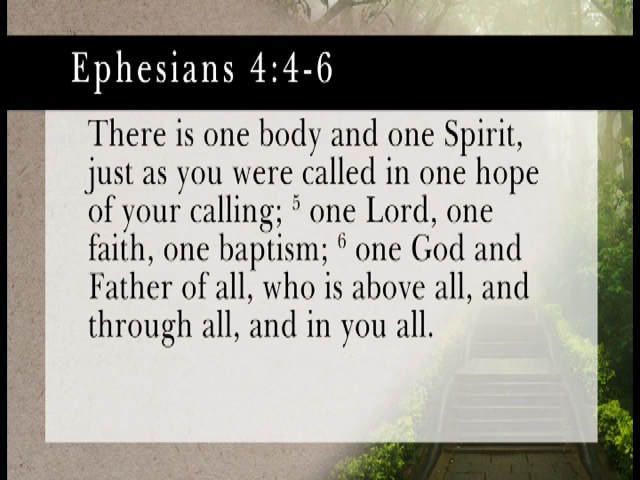 Ephesians 4:4-6
There is one body and one Spirit,
just as you were called in one hope
of your calling; 5 one Lord, one
faith, one baptism; 6 one God and
Father of all, who is above all, and
through all, and in you all.